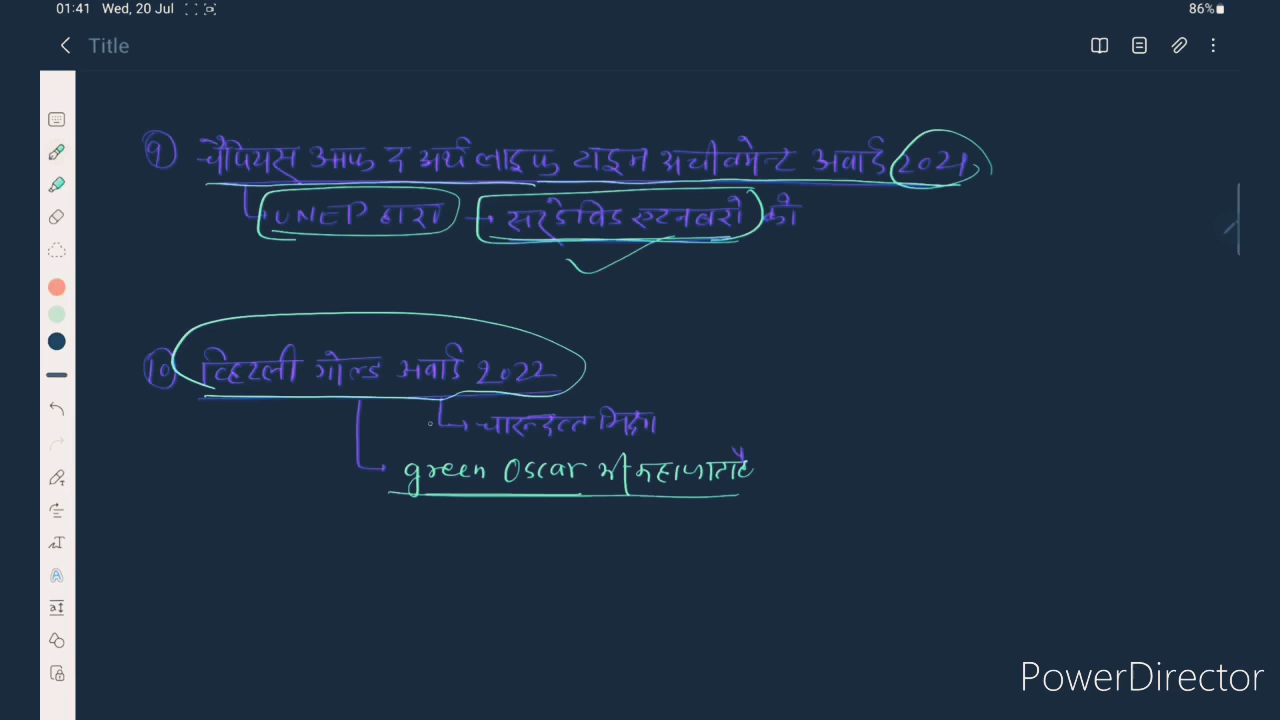 01:41 Wed, 20 Jul 86%
Title
9 चैंपियंस आफ द अर्थ लाइफ टाइम अचीवमेन्ट अवार्ड 2021
UNEP द्वारा → सर डेविड एटनबरो को
10 व्हिटली गोल्ड अवार्ड 2022
चारूदत्त मिश्रा
green Oscar भी कहा जाता है
PowerDirector